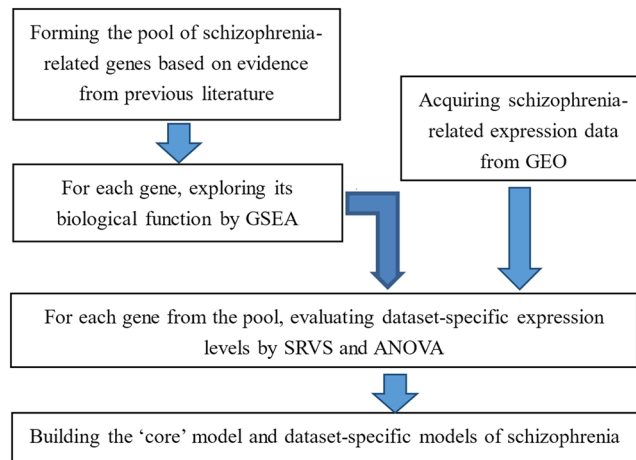 Forming the pool of schizophrenia-
related genes based on evidence
from previous literature
Acquiring schizophrenia-
related expression data
from GEO
For each gene, exploring its
biological function by GSEA
For each gene from the pool, evaluating dataset-specific expression
levels by SRVS and ANOVA
Building the ‘core’ model and dataset-specific models of schizophrenia